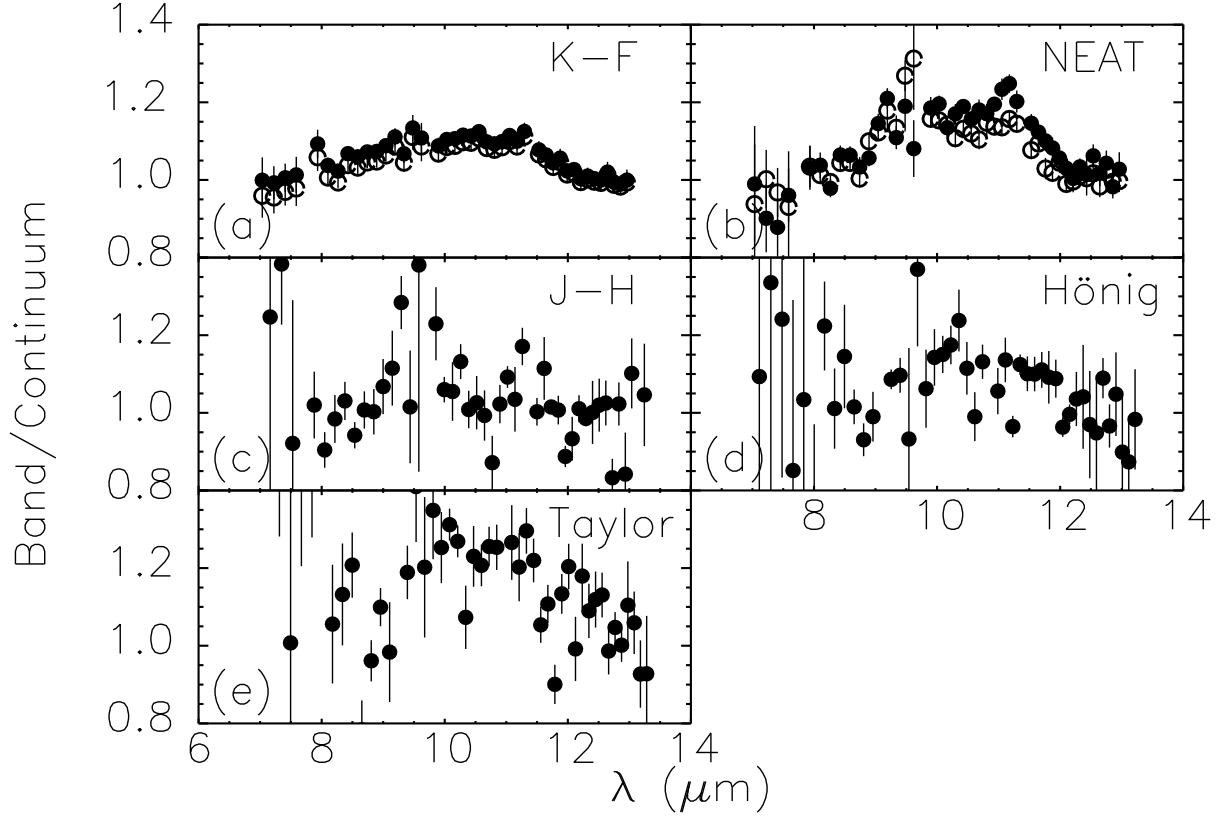 1.4
K-F
NEAT
1.2
1.0
(a)
(b)
0.8
J-H
Hönig
1.2
1.0
(c)
(d)
0.8
8
10
12
14
Taylor
1.2
1.0
(e)
0.8
6
8
10
12
14
λ (μm)
Band/Continuum